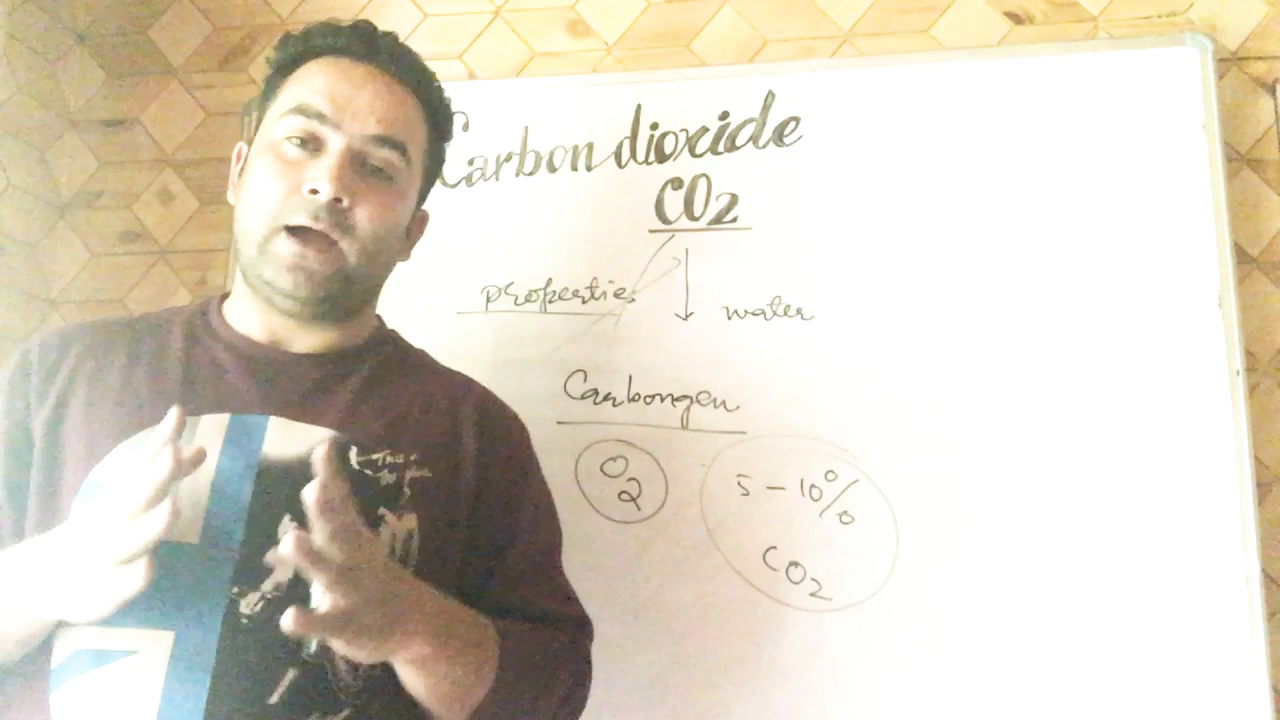 Carbon dioxide
CO2
properties
water
Carbongen
O2
5 - 10%
CO2